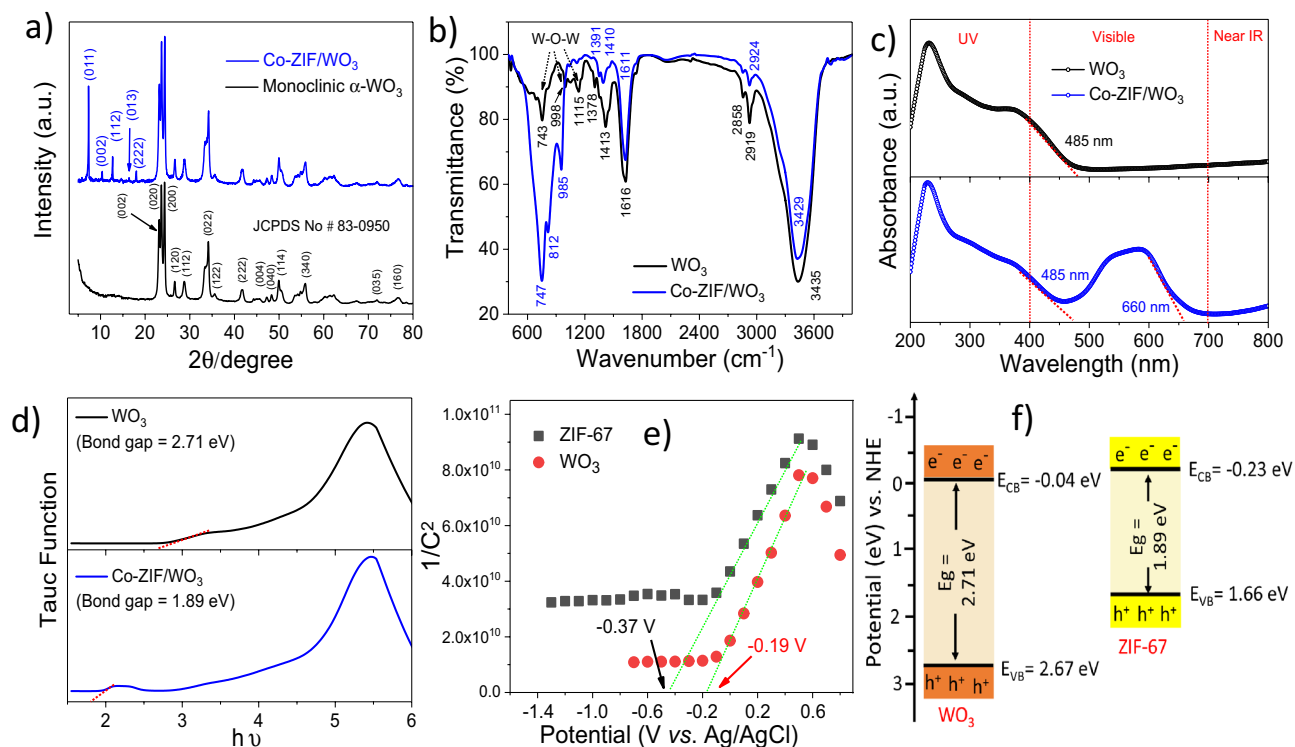 a)
Intensity (a.u.)
Co-ZIF/WO₃
Monoclinic α-WO₃
(011)
(002)
(112)
(013)
(222)
(002)
(020)
(200)
JCPDS No # 83-0950
(120)
(112)
(022)
(122)
(222)
(004)
(040)
(114)
(340)
(035)
(160)
10 20 30 40 50 60 70 80
2θ/degree
b)
Transmittance (%)
100
80
60
40
20
W-O-W
1391
1410
1611
2924
743
998
1115
1378
1413
2858
2919
985
1616
812
747
3429
3435
WO₃
Co-ZIF/WO₃
600 1200 1800 2400 3000 3600
Wavenumber (cm⁻¹)
c)
Absorbance (a.u.)
UV Visible Near IR
WO₃
Co-ZIF/WO₃
485 nm
485 nm
660 nm
200 300 400 500 600 700 800
Wavelength (nm)
d)
Tauc Function
WO₃
(Bond gap = 2.71 eV)
Co-ZIF/WO₃
(Bond gap = 1.89 eV)
2 3 4 5 6
h υ
e)
1/C²
1.0x10¹¹
8.0x10¹⁰
6.0x10¹⁰
4.0x10¹⁰
2.0x10¹⁰
0.0
ZIF-67
WO₃
-0.37 V
-0.19 V
-1.4 -1.0 -0.6 -0.2 0.2 0.6
Potential (V vs. Ag/AgCl)
f)
Potential (eV) vs. NHE
-1
0
1
2
3
e⁻ e⁻ e⁻
E_CB= -0.04 eV
Eg =
2.71 eV
E_VB= 2.67 eV
h⁺ h⁺ h⁺
WO₃
e⁻ e⁻ e⁻
E_CB= -0.23 eV
Eg =
1.89 eV
E_VB= 1.66 eV
h⁺ h⁺ h⁺
ZIF-67